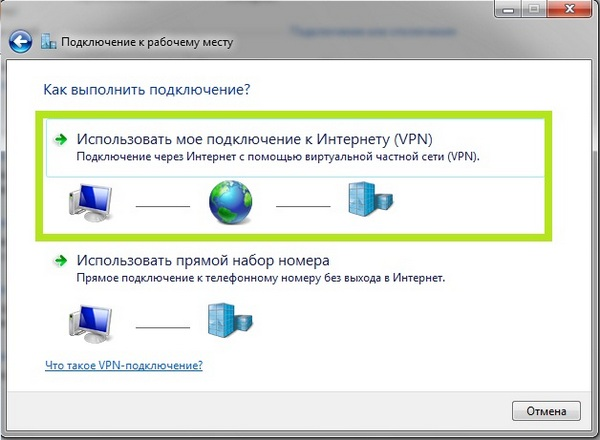 Подключение к рабочему месту
Как выполнить подключение?
Использовать мое подключение к Интернету (VPN)
Подключение через Интернет с помощью виртуальной частной сети (VPN).
Использовать прямой набор номера
Прямое подключение к телефонному номеру без выхода в Интернет.
Что такое VPN-подключение?
Отмена